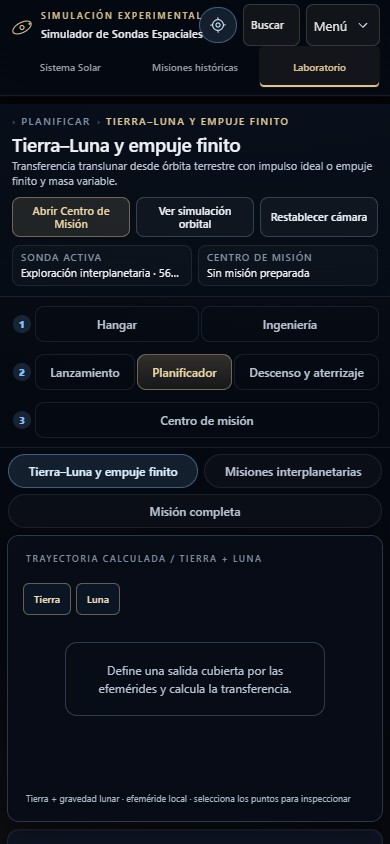 SIMULACIÓN EXPERIMENTAL
Simulador de Sondas Espaciales
Buscar
Menú
Sistema Solar
Misiones históricas
Laboratorio
› PLANIFICAR › TIERRA–LUNA Y EMPUJE FINITO
Tierra–Luna y empuje finito
Transferencia translunar desde órbita terrestre con impulso ideal o empuje
finito y masa variable.
Abrir Centro de
Misión
Ver simulación
orbital
Restablecer cámara
SONDA ACTIVA
Exploración interplanetaria · 56...
CENTRO DE MISIÓN
Sin misión preparada
1
Hangar
Ingeniería
2
Lanzamiento
Planificador
Descenso y aterrizaje
3
Centro de misión
Tierra–Luna y empuje finito
Misiones interplanetarias
Misión completa
TRAYECTORIA CALCULADA / TIERRA + LUNA
Tierra
Luna
Define una salida cubierta por las
efemérides y calcula la transferencia.
Tierra + gravedad lunar · efeméride local · selecciona los puntos para inspeccionar